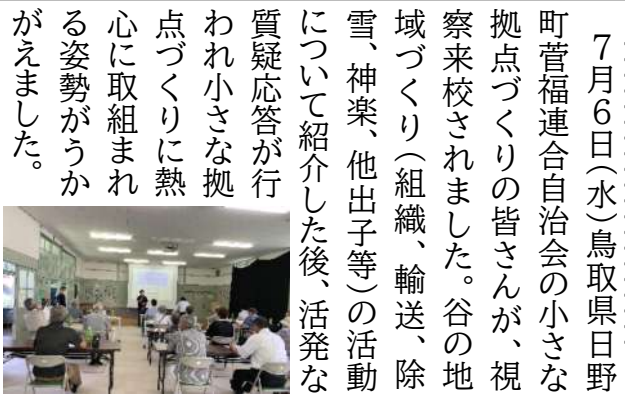 ７月６日（水）鳥取県日野
町菅福連合自治会の小さな
拠点づくりの皆さんが、視
察来校されました。谷の地
域づくり（組織、輸送、除
雪、神楽、他出子等）の活動
について紹介した後、活発な
質疑応答が行
われ小さな拠
点づくりに熱
心に取組まれ
る姿勢がうか
がえました。